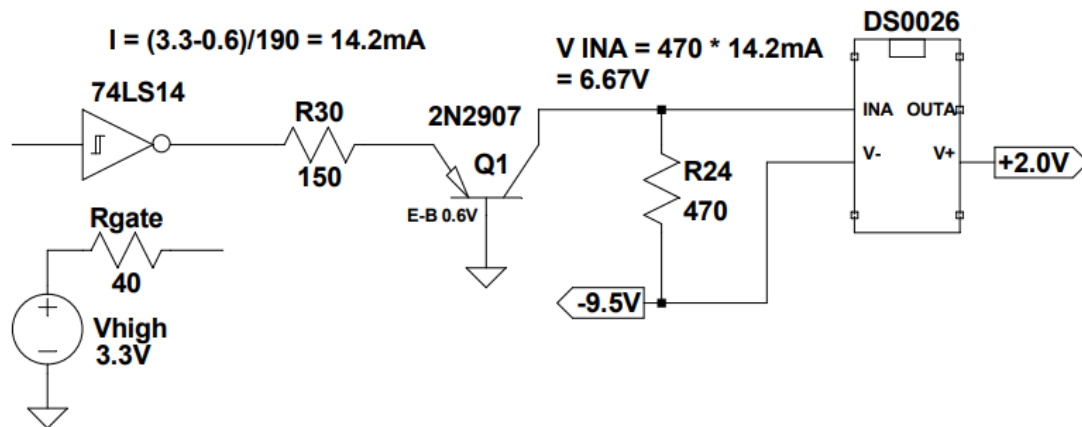 I = (3.3-0.6)/190 = 14.2mA
V INA = 470 * 14.2mA
= 6.67V
DS0026
74LS14
R30
150
2N2907
Q1
E-B 0.6V
R24
470
INA OUTA
V- V+
+2.0V
-9.5V
Rgate
40
Vhigh
3.3V